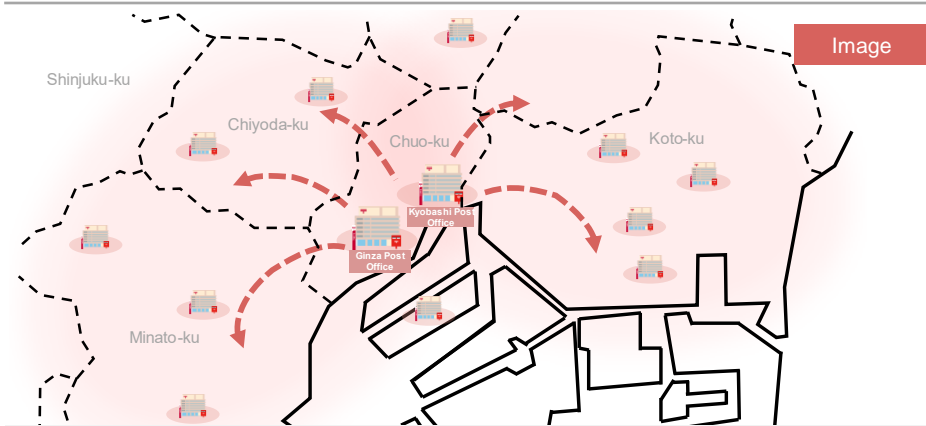 Image
Shinjuku-ku
Chiyoda-ku
Chuo-ku
Koto-ku
Kyobashi Post
Office
Ginza Post
Office
Minato-ku